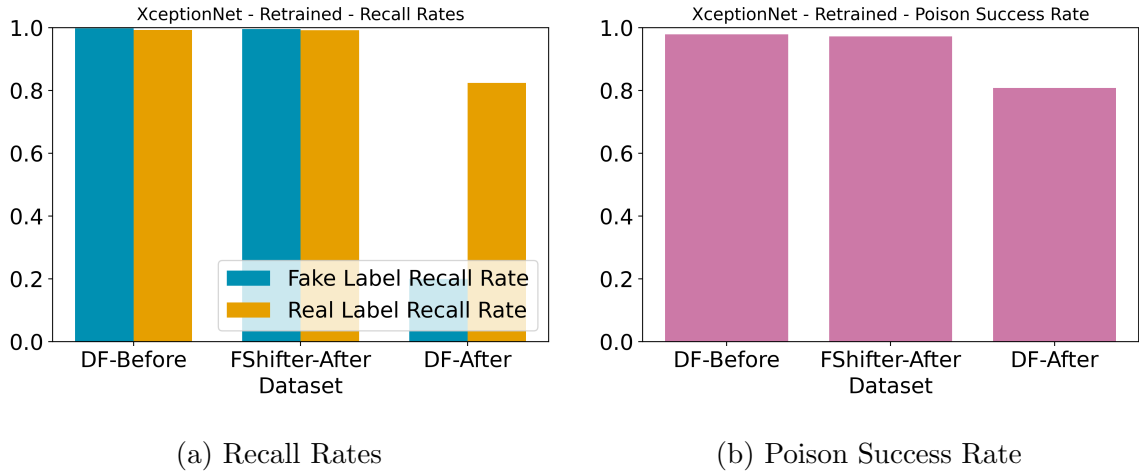 XceptionNet - Retrained - Recall Rates
1.0
0.8
0.6
0.4
0.2
0.0
Fake Label Recall Rate
Real Label Recall Rate
DF-Before FShifter-After DF-After
Dataset
(a) Recall Rates
XceptionNet - Retrained - Poison Success Rate
1.0
0.8
0.6
0.4
0.2
0.0
DF-Before FShifter-After DF-After
Dataset
(b) Poison Success Rate